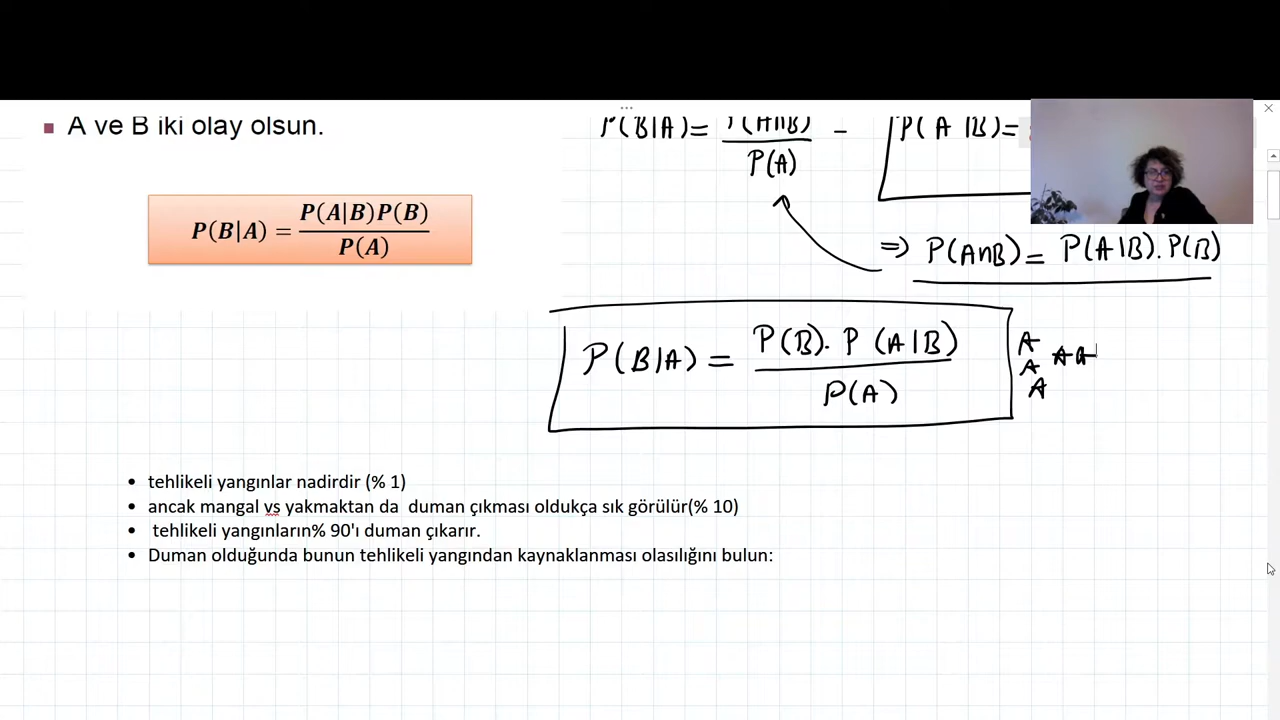 A ve B iki olay olsun.
P(B|A) = P(A∩B) / P(A) =
P(A|B) =
P(B|A) = P(A|B)P(B) / P(A)
⇒ P(A∩B) = P(A|B). P(B)
P(B|A) = P(B). P(A|B) / P(A)
• tehlikeli yangınlar nadirdir (% 1)
• ancak mangal vs yakmaktan da duman çıkması oldukça sık görülür(% 10)
• tehlikeli yangınların% 90'ı duman çıkarır.
• Duman olduğunda bunun tehlikeli yangından kaynaklanması olasılığını bulun: